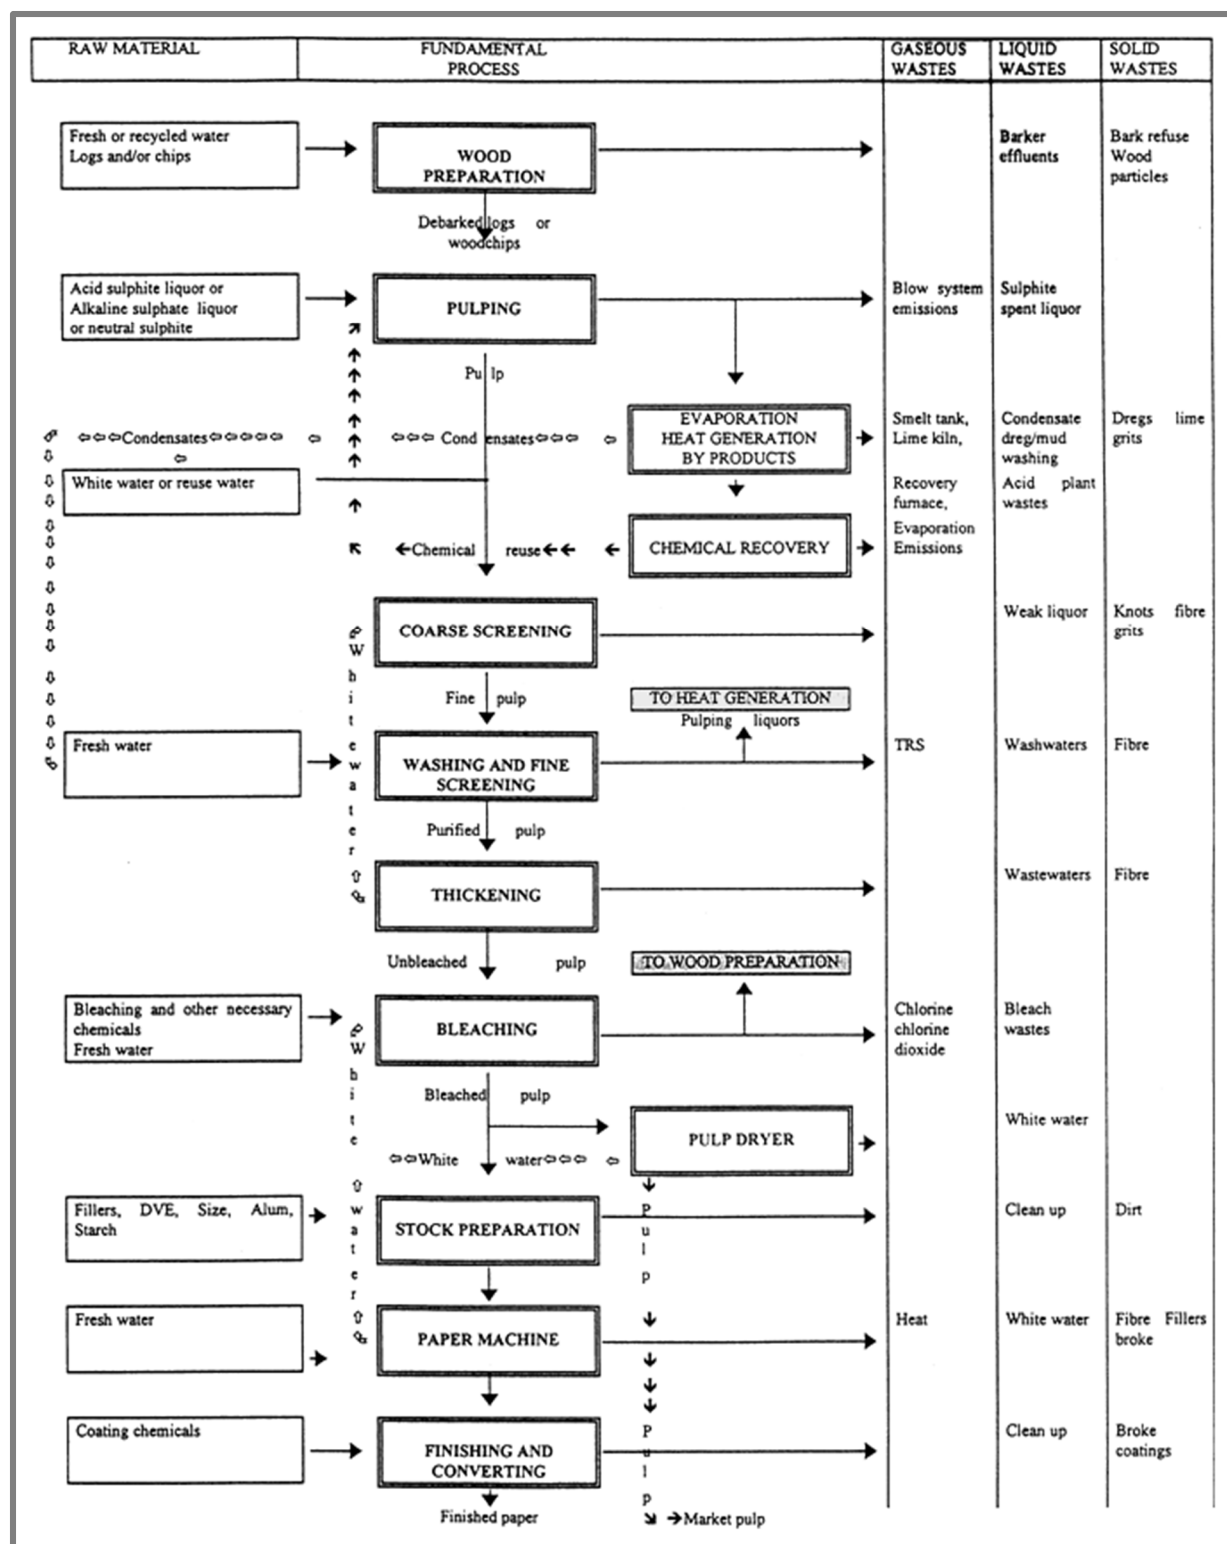 RAW MATERIAL
FUNDAMENTAL
PROCESS
GASEOUS
WASTES
LIQUID
WASTES
SOLID
WASTES
Fresh or recycled water
Logs and/or chips
WOOD
PREPARATION
Barker
effluents
Bark refuse
Wood
particles
Debarked logs or
woodchips
Acid sulphite liquor or
Alkaline sulphate liquor
or neutral sulphite
PULPING
Blow system
emissions
Sulphite
spent liquor
Pulp
EVAPORATION
HEAT GENERATION
BY PRODUCTS
Smelt tank,
Lime kiln,
Condensate
dreg/mud
washing
Dregs lime
grits
Condensates
Condensates
White water or reuse water
Recovery
furnace,
Acid plant
wastes
Chemical reuse
CHEMICAL RECOVERY
Evaporation
Emissions
COARSE SCREENING
Weak liquor
Knots fibre
grits
White water
Fine pulp
TO HEAT GENERATION
Pulping liquors
Fresh water
WASHING AND FINE
SCREENING
TRS
Washwaters
Fibre
Purified pulp
THICKENING
Wastewaters
Fibre
Unbleached pulp
TO WOOD PREPARATION
Bleaching and other necessary
chemicals
Fresh water
BLEACHING
Chlorine
chlorine
dioxide
Bleach
wastes
White water
Bleached pulp
PULP DRYER
White water
White water
Fillers, DVE, Size, Alum,
Starch
STOCK PREPARATION
Pulp
Clean up
Dirt
Fresh water
PAPER MACHINE
Heat
White water
Fibre Fillers
broke
Coating chemicals
FINISHING AND
CONVERTING
Pulp
Clean up
Broke
coatings
Finished paper
Market pulp